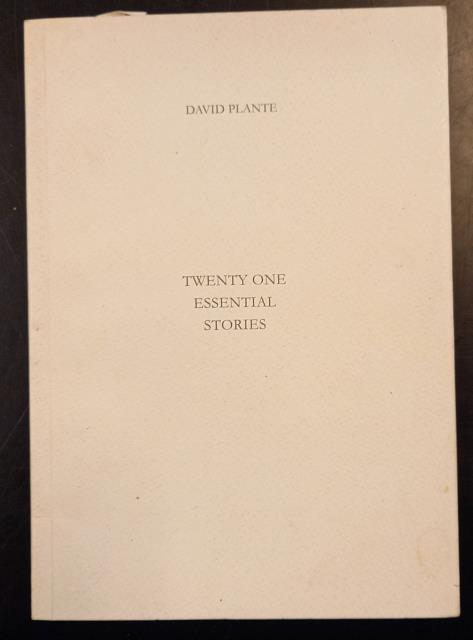 DAVID PLANTE
TWENTY ONE
ESSENTIAL
STORIES